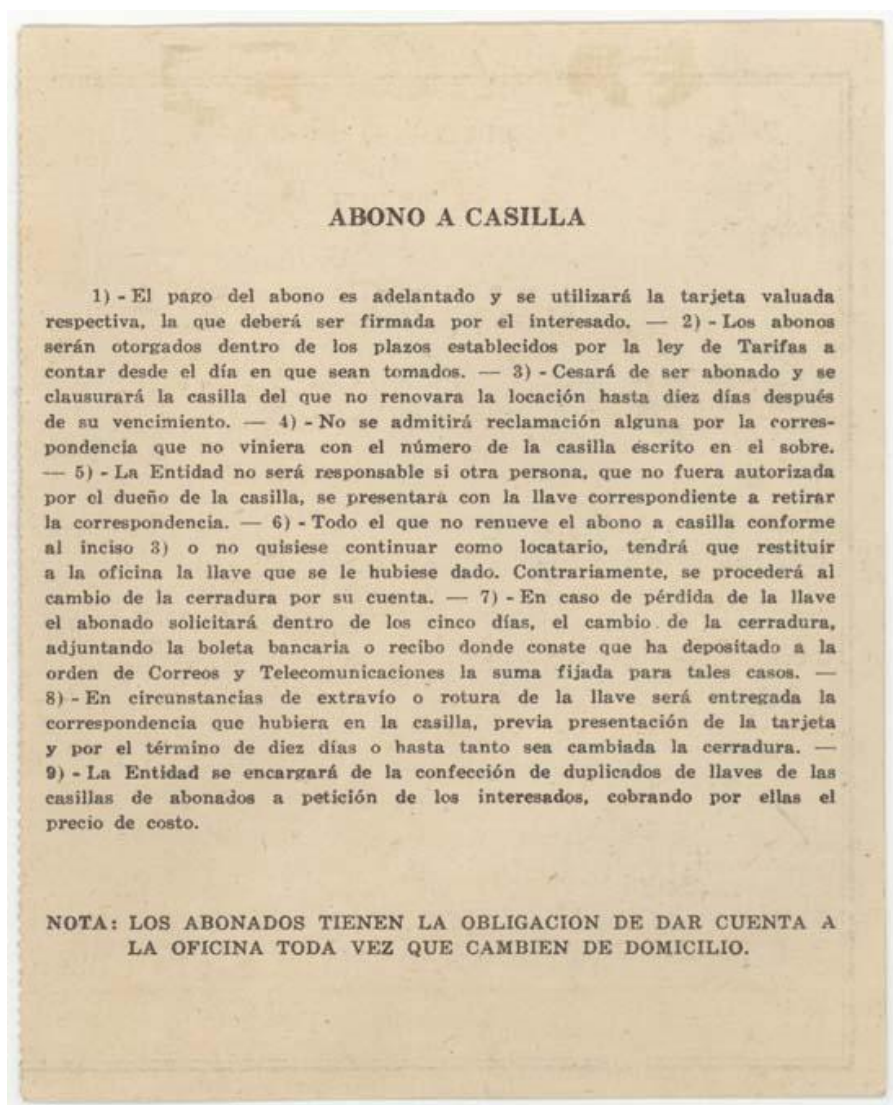 ABONO A CASILLA
1) - El pago del abono es adelantado y se utilizará la tarjeta valuada
respectiva, la que deberá ser firmada por el interesado. — 2) - Los abonos
serán otorgados dentro de los plazos establecidos por la ley de Tarifas a
contar desde el día en que sean tomados. — 3) - Cesará de ser abonado y se
clausurará la casilla del que no renovara la locación hasta diez días después
de su vencimiento. — 4) - No se admitirá reclamación alguna por la corres-
pondencia que no viniera con el número de la casilla escrito en el sobre.
— 5) - La Entidad no será responsable si otra persona, que no fuera autorizada
por el dueño de la casilla, se presentara con la llave correspondiente a retirar
la correspondencia. — 6) - Todo el que no renueve el abono a casilla conforme
al inciso 3) o no quisiese continuar como locatario, tendrá que restituir
a la oficina la llave que se le hubiese dado. Contrariamente, se procederá al
cambio de la cerradura por su cuenta. — 7) - En caso de pérdida de la llave
el abonado solicitará dentro de los cinco días, el cambio de la cerradura,
adjuntando la boleta bancaria o recibo donde conste que ha depositado a la
orden de Correos y Telecomunicaciones la suma fijada para tales casos. —
8) - En circunstancias de extravío o rotura de la llave será entregada la
correspondencia que hubiera en la casilla, previa presentación de la tarjeta
y por el término de diez días o hasta tanto sea cambiada la cerradura. —
9) - La Entidad se encargará de la confección de duplicados de llaves de las
casillas de abonados a petición de los interesados, cobrando por ellas el
precio de costo.
NOTA: LOS ABONADOS TIENEN LA OBLIGACION DE DAR CUENTA A
LA OFICINA TODA VEZ QUE CAMBIEN DE DOMICILIO.